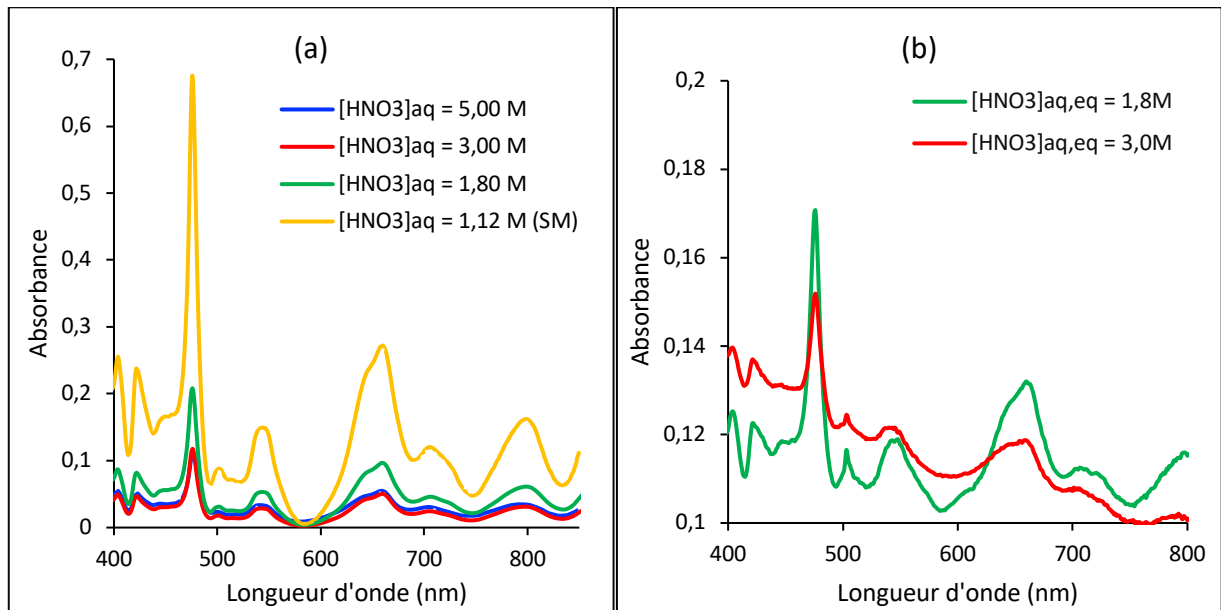 (a)
0,7
0,6
0,5
0,4
0,3
0,2
0,1
0
Absorbance
[HNO3]aq = 5,00 M
[HNO3]aq = 3,00 M
[HNO3]aq = 1,80 M
[HNO3]aq = 1,12 M (SM)
400 500 600 700 800
Longueur d'onde (nm)
(b)
0,2
0,18
0,16
0,14
0,12
0,1
Absorbance
[HNO3]aq,eq = 1,8M
[HNO3]aq,eq = 3,0M
400 500 600 700 800
Longueur d'onde (nm)